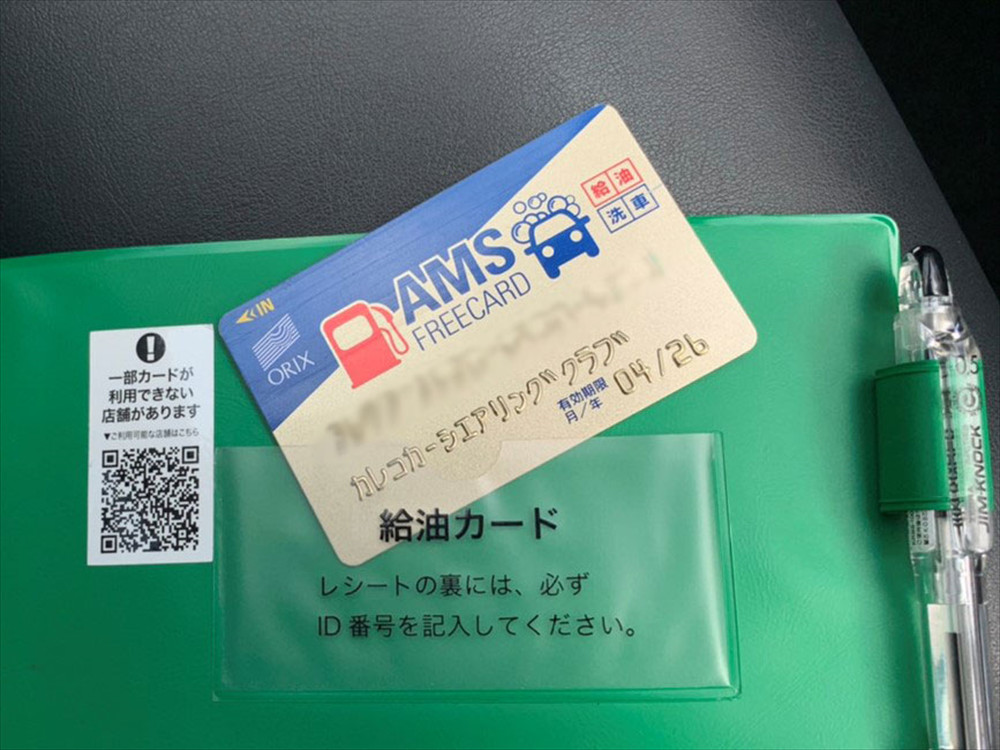 給油
洗車
AMS
FREECARD
IN
ORIX
カレコカーシエアリングクラブ
有効期限
月/年
04/26
!
一部カードが
利用できない
店舗があります
▼ご利用可能な店舗はこちら
給油カード
レシートの裏には、必ず
ID 番号を記入してください。
0.5
JIM-KNOCK